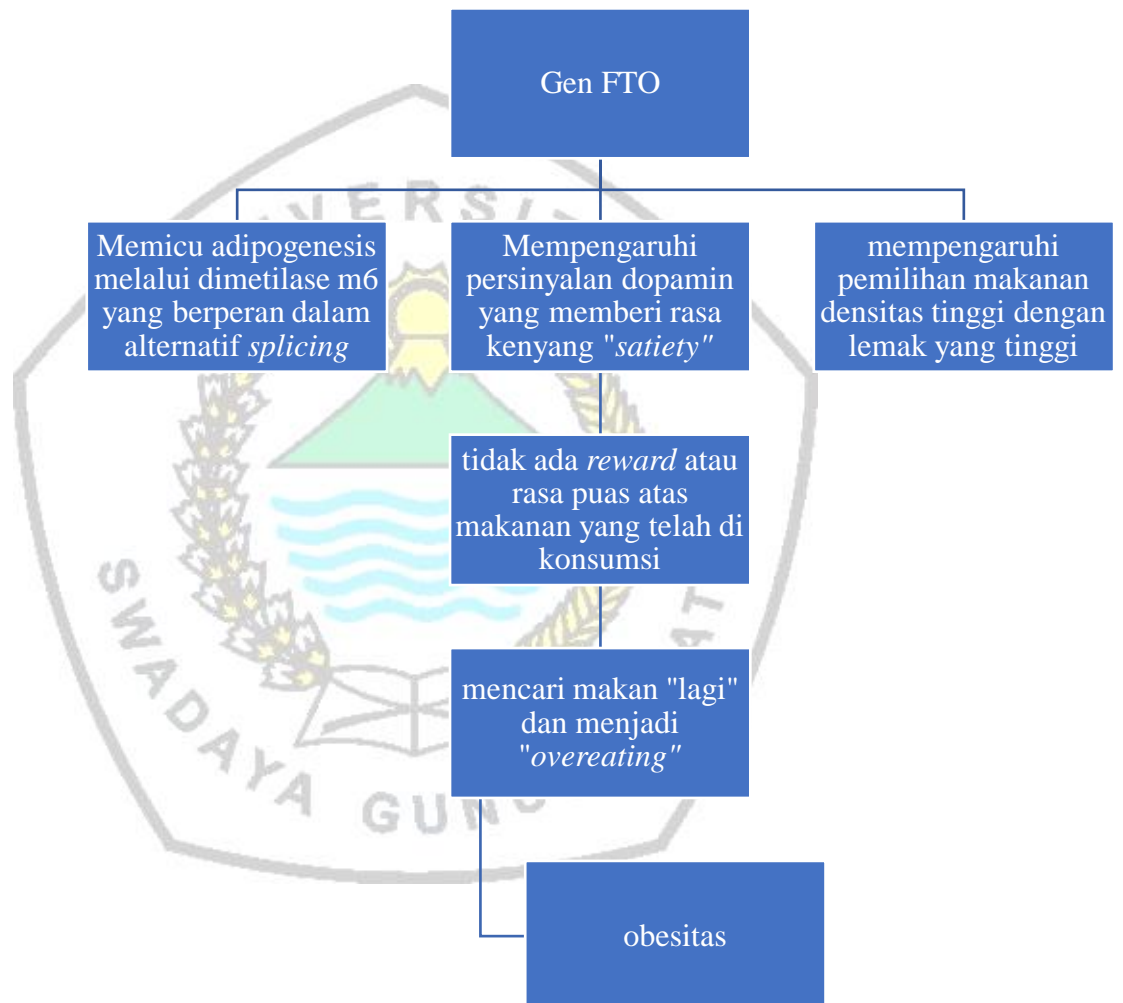 Gen FTO
Memicu adipogenesis
melalui dimetilase m6
yang berperan dalam
alternatif splicing
Mempengaruhi
persinyalan dopamin
yang memberi rasa
kenyang "satiety"
mempengaruhi
pemilihan makanan
densitas tinggi dengan
lemak yang tinggi
tidak ada reward atau
rasa puas atas
makanan yang telah di
konsumsi
mencari makan "lagi"
dan menjadi
"overeating"
obesitas
SWADAYA